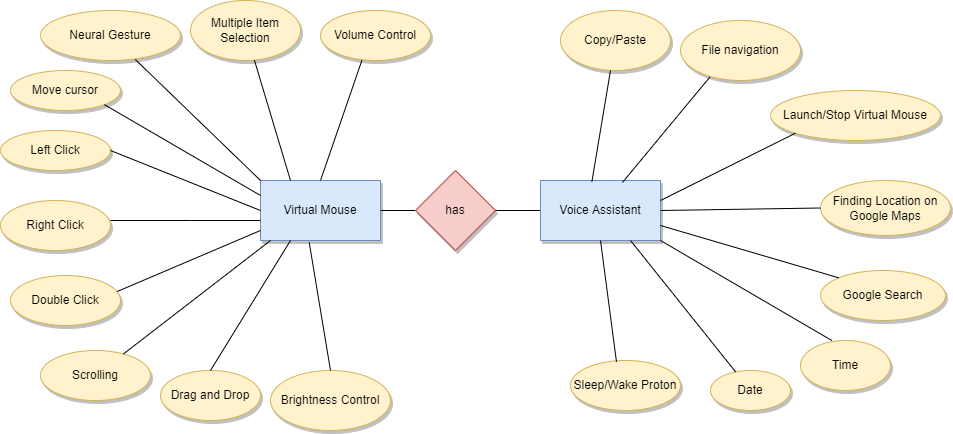 Neural Gesture
Multiple Item
Selection
Volume Control
Copy/Paste
File navigation
Move cursor
Launch/Stop Virtual Mouse
Left Click
Virtual Mouse
has
Voice Assistant
Finding Location on
Google Maps
Right Click
Double Click
Google Search
Scrolling
Drag and Drop
Brightness Control
Sleep/Wake Proton
Date
Time